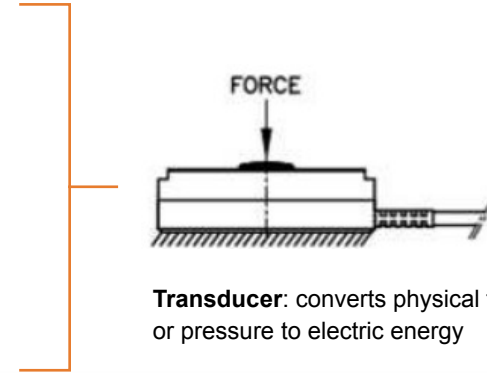 FORCE
Transducer: converts physical
or pressure to electric energy